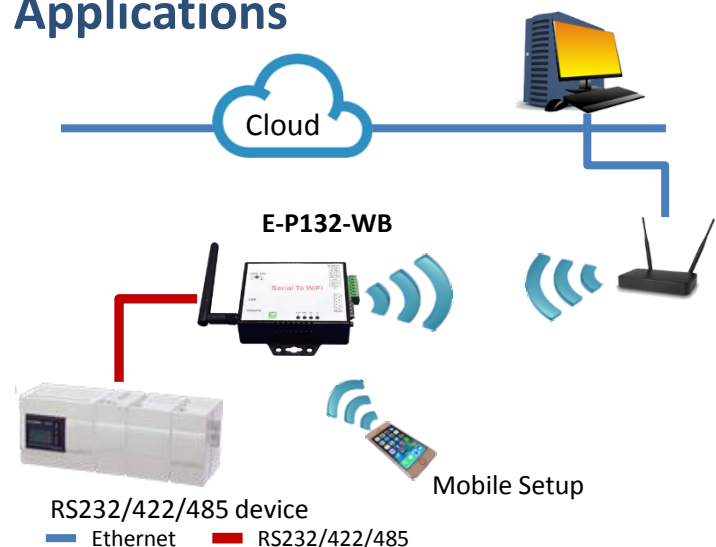 Applications
Cloud
E-P132-WB
Serial To WiFi
Mobile Setup
RS232/422/485 device
Ethernet
RS232/422/485